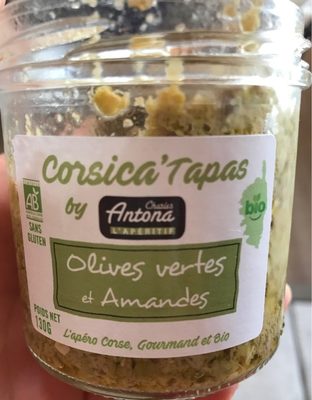 Corsica'Tapas
by
Charles
Antona
L'APÉRITIF
AB
bio
SANS
GLUTEN
Olives vertes
et Amandes
POIDS NET
130G
L'apéro Corse, Gourmand et Bio